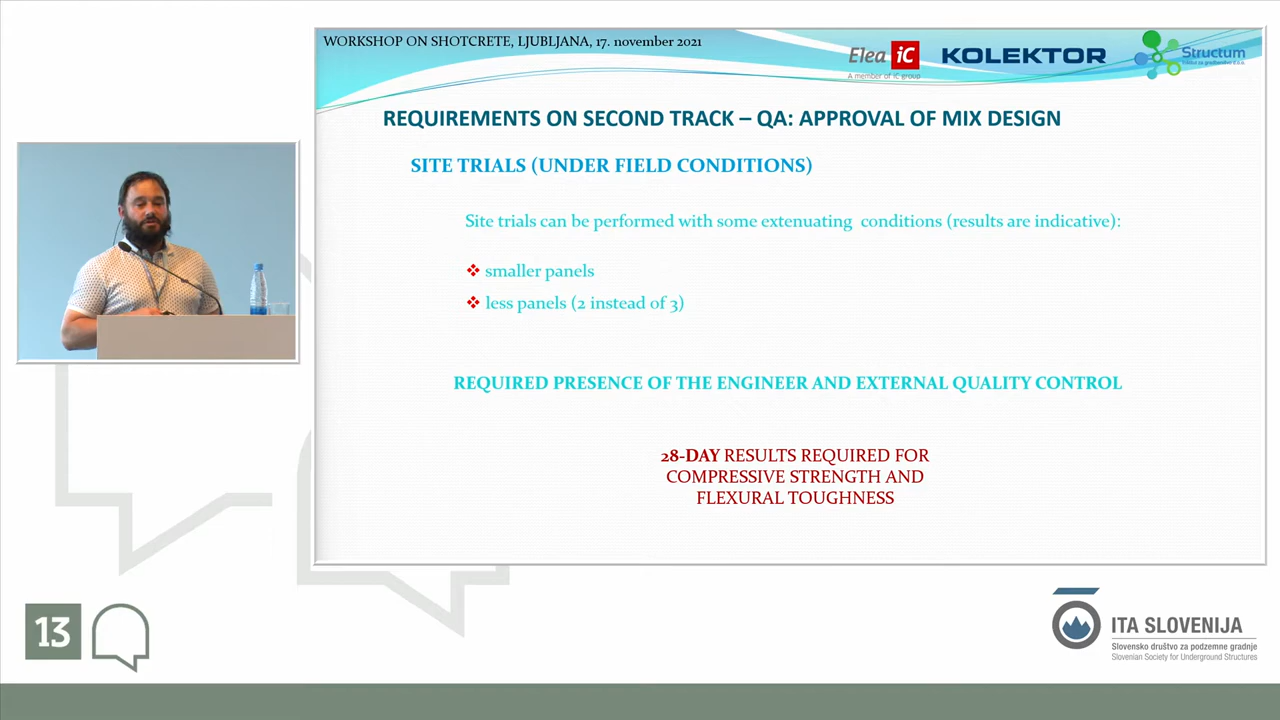 WORKSHOP ON SHOTCRETE, LJUBLJANA, 17. november 2021
Elea iC
A member of iC group
KOLEKTOR
Structum
REQUIREMENTS ON SECOND TRACK – QA: APPROVAL OF MIX DESIGN
SITE TRIALS (UNDER FIELD CONDITIONS)
Site trials can be performed with some extenuating conditions (results are indicative):
smaller panels
less panels (2 instead of 3)
REQUIRED PRESENCE OF THE ENGINEER AND EXTERNAL QUALITY CONTROL
28-DAY RESULTS REQUIRED FOR
COMPRESSIVE STRENGTH AND
FLEXURAL TOUGHNESS
13
ITA SLOVENIJA
Slovensko društvo za podzemne gradnje
Slovenian Society for Underground Structures